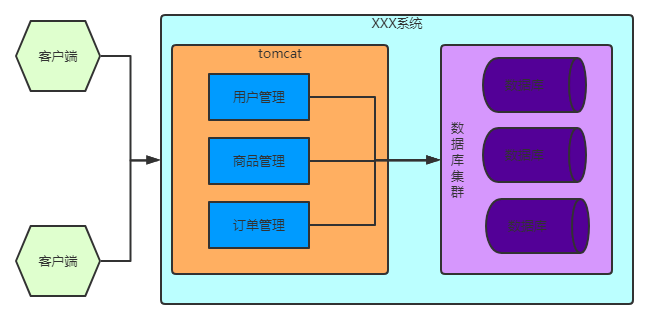 XXX系统
客户端
tomcat
用户管理
商品管理
订单管理
数据库集群
数据库
数据库
数据库
客户端